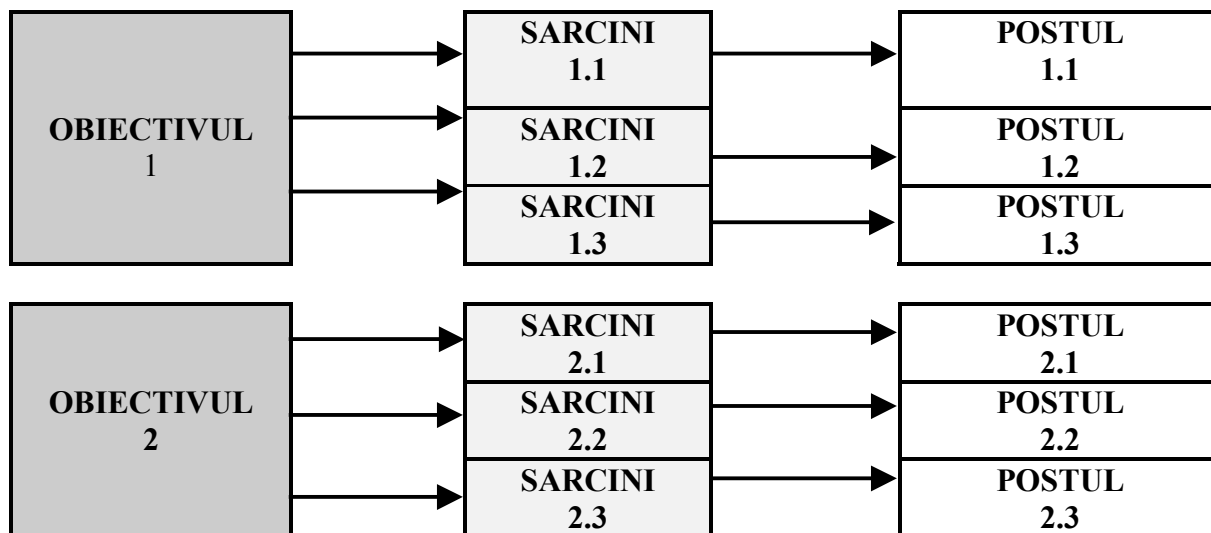 OBIECTIVUL
1
SARCINI
1.1
POSTUL
1.1
SARCINI
1.2
POSTUL
1.2
SARCINI
1.3
POSTUL
1.3
OBIECTIVUL
2
SARCINI
2.1
POSTUL
2.1
SARCINI
2.2
POSTUL
2.2
SARCINI
2.3
POSTUL
2.3